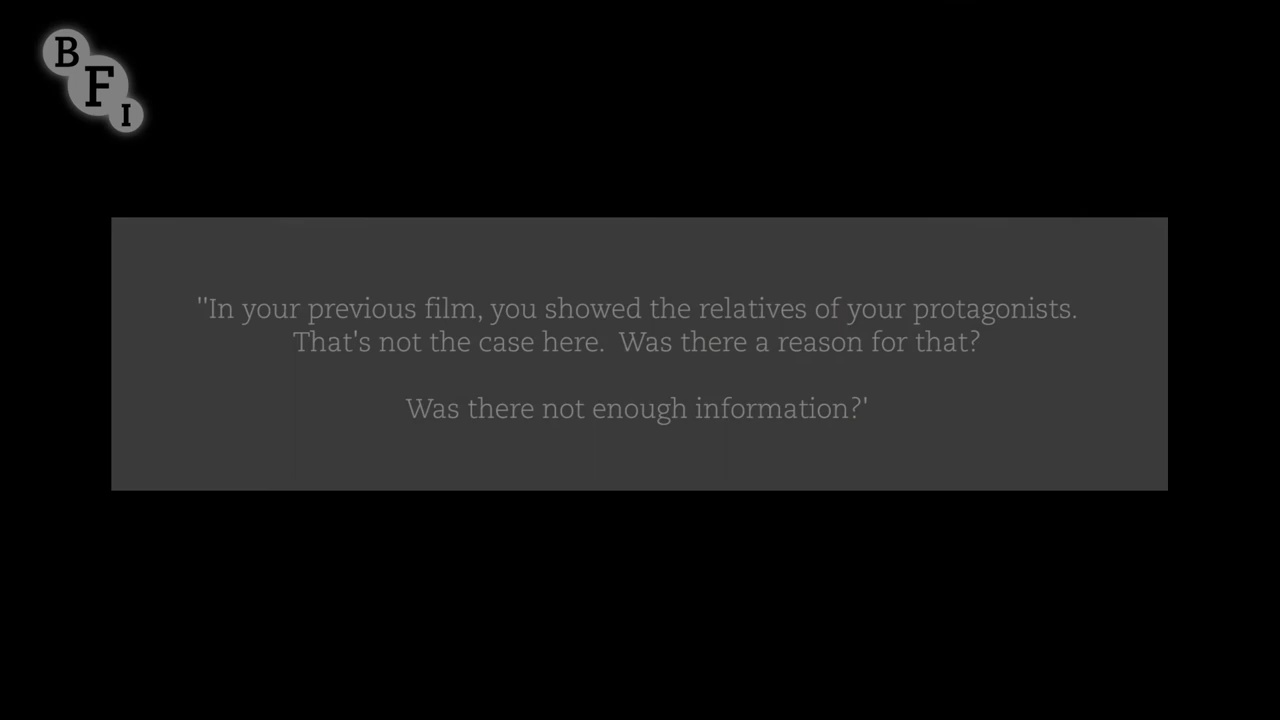 BFI
"In your previous film, you showed the relatives of your protagonists.
That's not the case here.  Was there a reason for that?
Was there not enough information?'